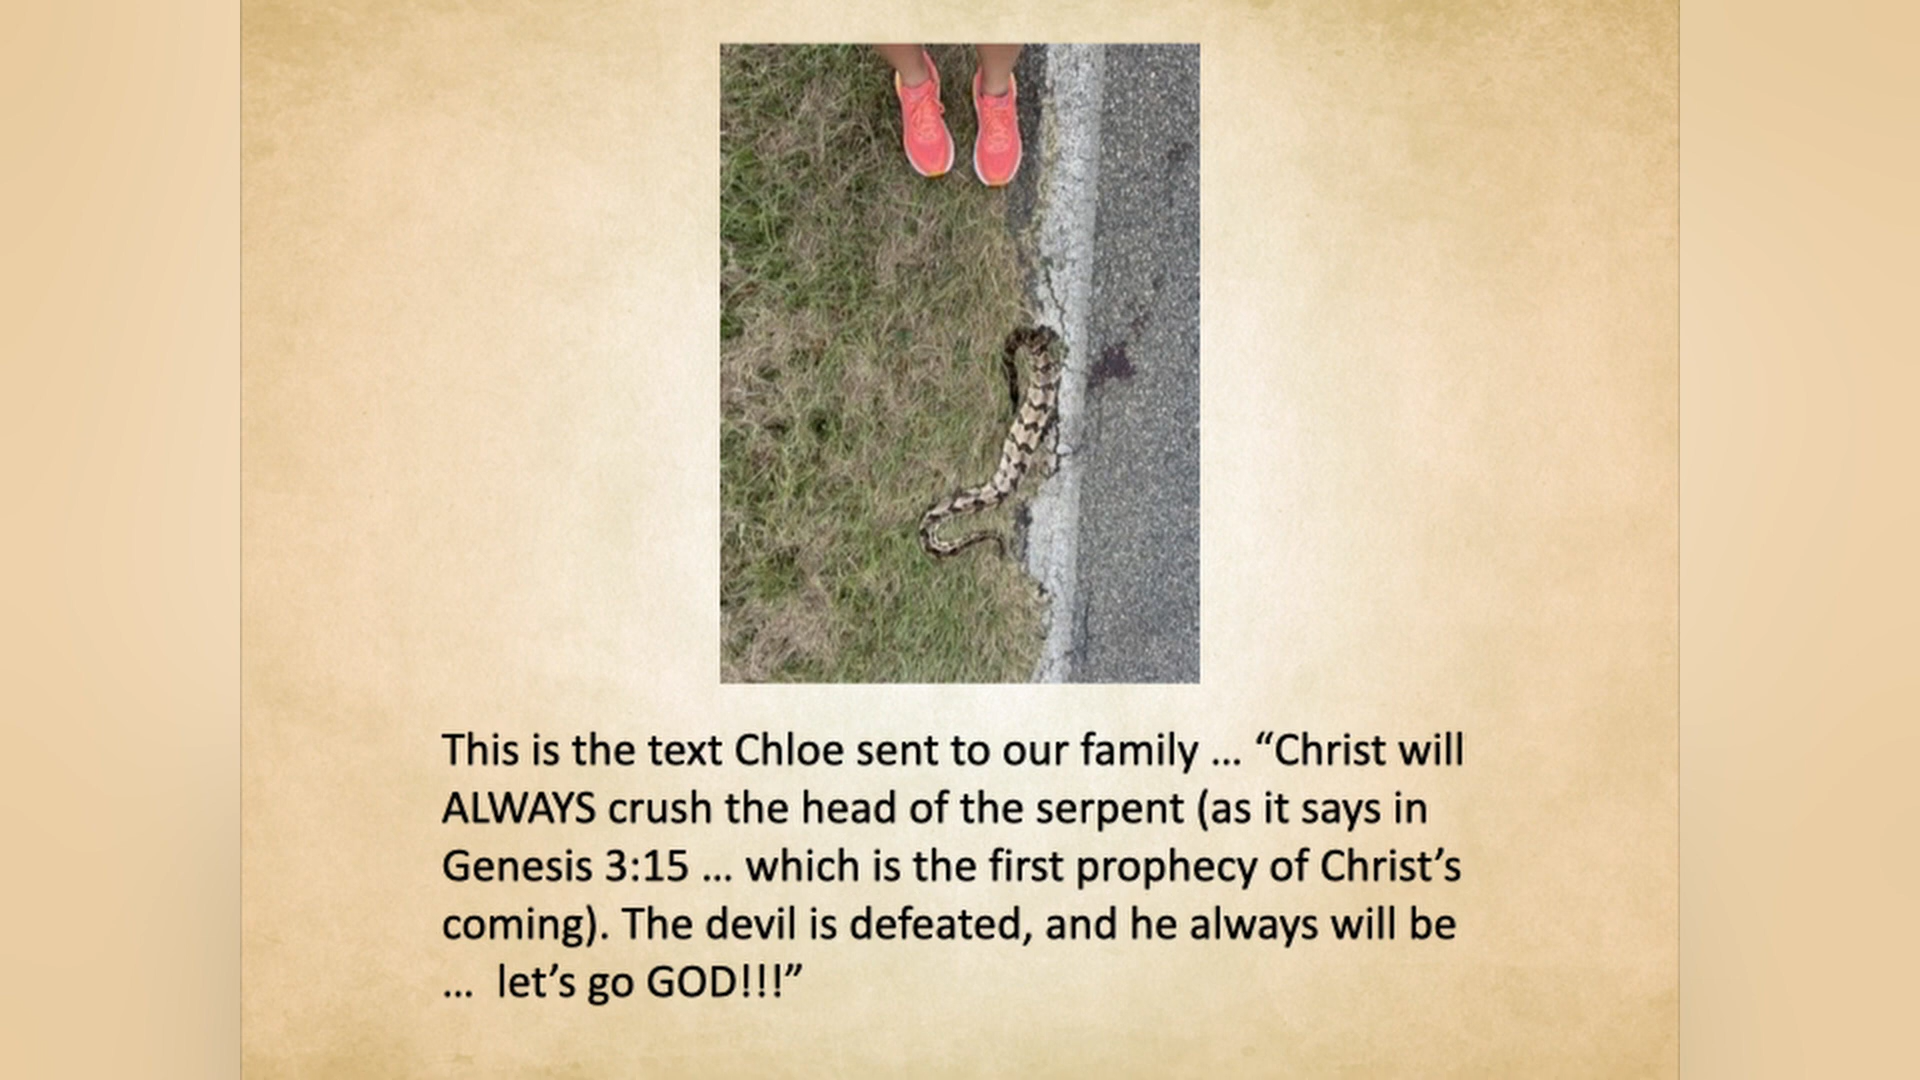 This is the text Chloe sent to our family ... “Christ will
ALWAYS crush the head of the serpent (as it says in
Genesis 3:15 ... which is the first prophecy of Christ’s
coming). The devil is defeated, and he always will be
... let’s go GOD!!!”